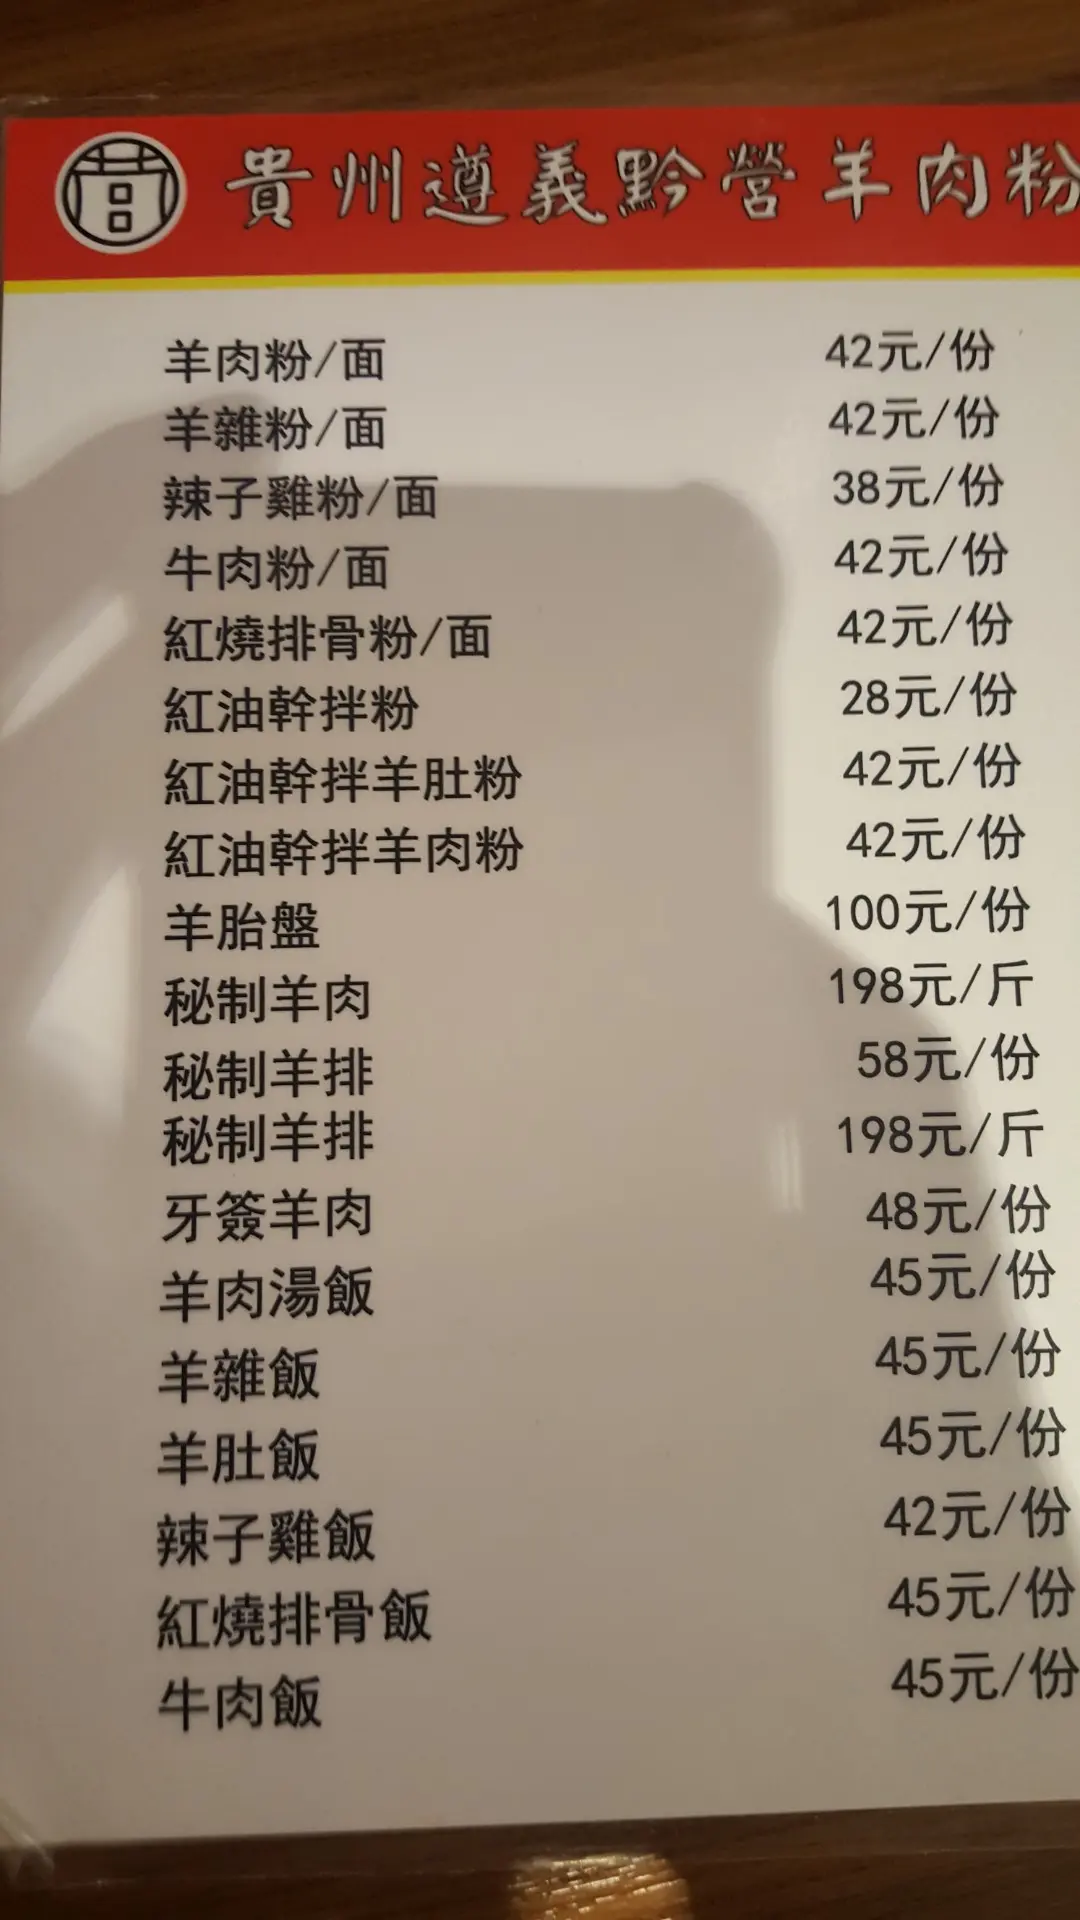 貴州遵義黔營羊肉粉
羊肉粉/面 42元/份
羊雜粉/面 42元/份
辣子雞粉/面 38元/份
牛肉粉/面 42元/份
紅燒排骨粉/面 42元/份
紅油幹拌粉 28元/份
紅油幹拌羊肚粉 42元/份
紅油幹拌羊肉粉 42元/份
羊胎盤 100元/份
秘制羊肉 198元/斤
秘制羊排 58元/份
秘制羊排 198元/斤
牙簽羊肉 48元/份
羊肉湯飯 45元/份
羊雜飯 45元/份
羊肚飯 45元/份
辣子雞飯 42元/份
紅燒排骨飯 45元/份
牛肉飯 45元/份